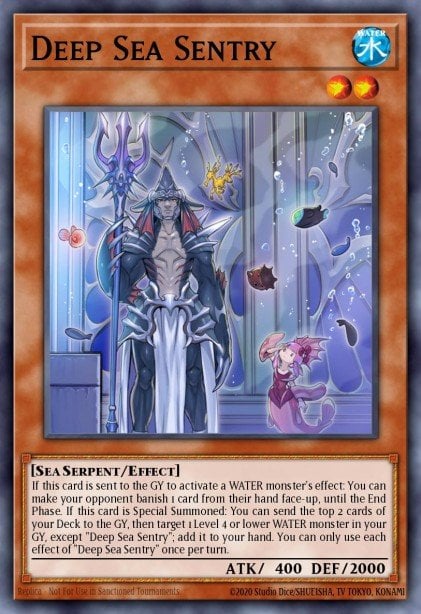 DEEP SEA SENTRY
WATER
水
[SEA SERPENT/EFFECT]
If this card is sent to the GY to activate a WATER monster's effect: You can
make your opponent banish 1 card from their hand face-up, until the End
Phase. If this card is Special Summoned: You can send the top 2 cards of
your Deck to the GY, then target 1 Level 4 or lower WATER monster in your
GY, except "Deep Sea Sentry"; add it to your hand. You can only use each
effect of "Deep Sea Sentry" once per turn.
ATK/ 400 DEF/2000
Replica - Not For Use in Sanctioned Tournaments
©2020 Studio Dice/SHUEISHA, TV TOKYO, KONAMI